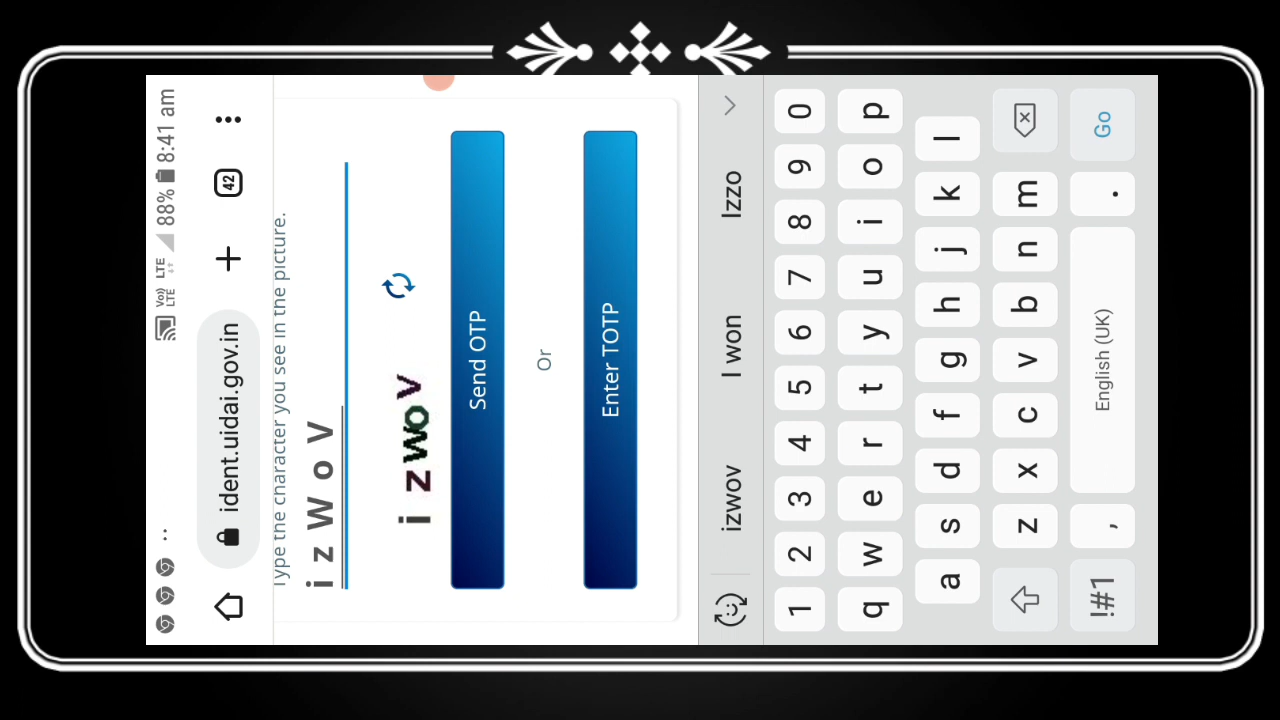 Vo)) LTE LTE 88% 8:41 am
ident.uidai.gov.in 42
Type the character you see in the picture.
i z W o V
i z w o v
Send OTP
Or
Enter TOTP
izwov I won Izzo
1 2 3 4 5 6 7 8 9 0
q w e r t y u i o p
a s d f g h j k l
z x c v b n m
!#1 , English (UK) . Go